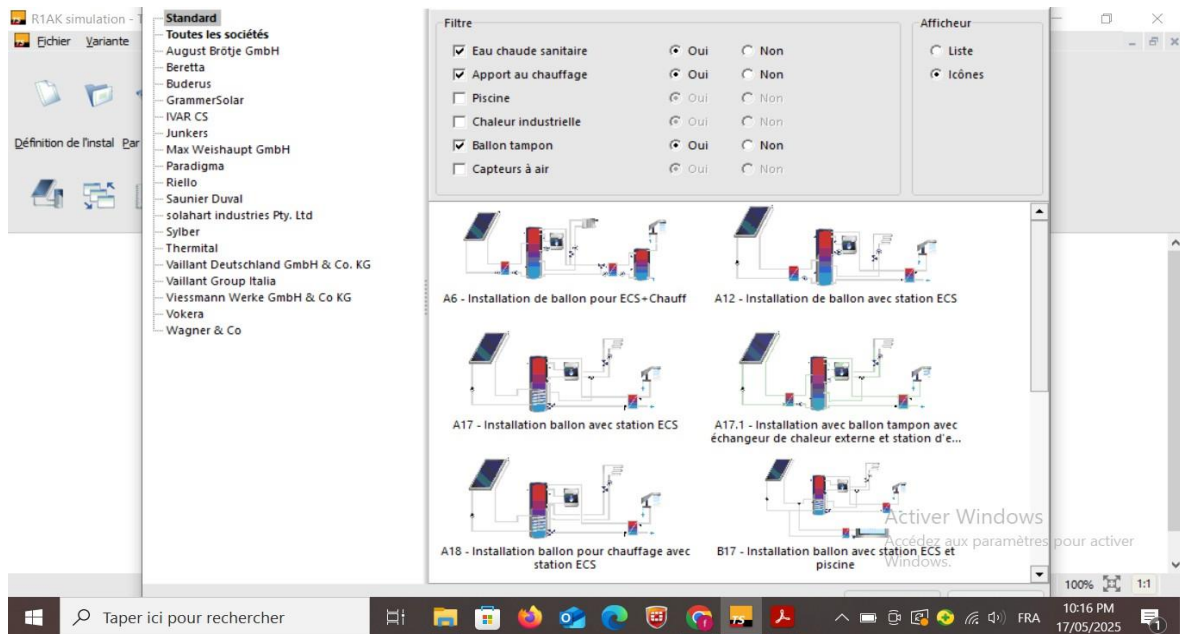 R1AK simulation - T
Fichier Variante
Définition de l'instal Par
Standard
Toutes les sociétés
August Brötje GmbH
Beretta
Buderus
GrammerSolar
IVAR CS
Junkers
Max Weishaupt GmbH
Paradigma
Riello
Saunier Duval
solahart industries Pty. Ltd
Sylber
Thermital
Vaillant Deutschland GmbH & Co. KG
Vaillant Group Italia
Viessmann Werke GmbH & Co KG
Vokera
Wagner & Co
Filtre
Eau chaude sanitaire Oui Non
Apport au chauffage Oui Non
Piscine Oui Non
Chaleur industrielle Oui Non
Ballon tampon Oui Non
Capteurs à air Oui Non
Afficheur
Liste
Icônes
A6 - Installation de ballon pour ECS+Chauff
A12 - Installation de ballon avec station ECS
A17 - Installation ballon avec station ECS
A17.1 - Installation avec ballon tampon avec
échangeur de chaleur externe et station d'e...
A18 - Installation ballon pour chauffage avec
station ECS
B17 - Installation ballon avec station ECS et
piscine
Activer Windows
Accédez aux paramètres pour activer
Windows.
100% 1:1
Taper ici pour rechercher
TS
FRA
10:16 PM
17/05/2025
1